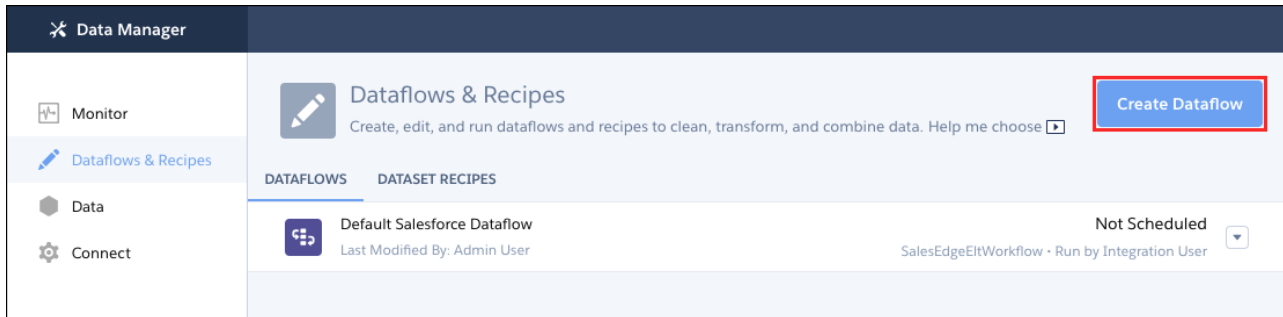 Data Manager
Monitor
Dataflows & Recipes
Data
Connect
Dataflows & Recipes
Create, edit, and run dataflows and recipes to clean, transform, and combine data. Help me choose
Create Dataflow
DATAFLOWS DATASET RECIPES
Default Salesforce Dataflow
Last Modified By: Admin User
Not Scheduled
SalesEdgeEltWorkflow • Run by Integration User